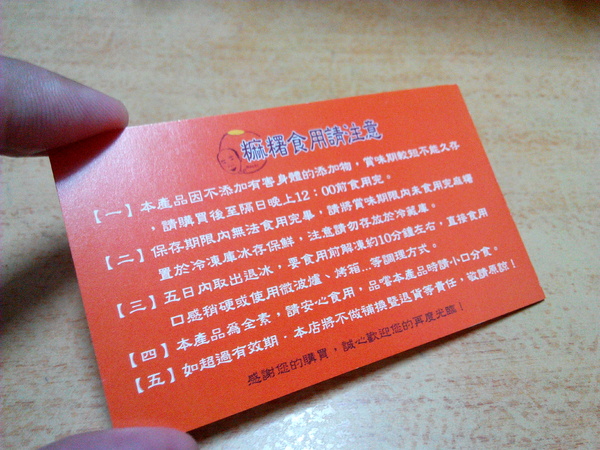 麻糬食用請注意
【一】本產品因不添加有害身體的添加物,賞味期較短不能久存
,請購買後至隔日晚上12:00前食用完。
【二】保存期限內無法食用完畢,請將賞味期限內未食用完麻糬
置於冷凍庫冰存保鮮,注意請勿存放於冷藏庫。
【三】五日內取出退冰,要食用前解凍約10分鐘左右,直接食用
口感稍硬或使用微波爐、烤箱...等調理方式。
【四】本產品為全素,請安心食用,品嚐本產品時請小口分食。
【五】如超過有效期.本店將不做補換暨退貨等責任,敬請原諒!
感謝您的購買,誠心歡迎您的再度光臨!